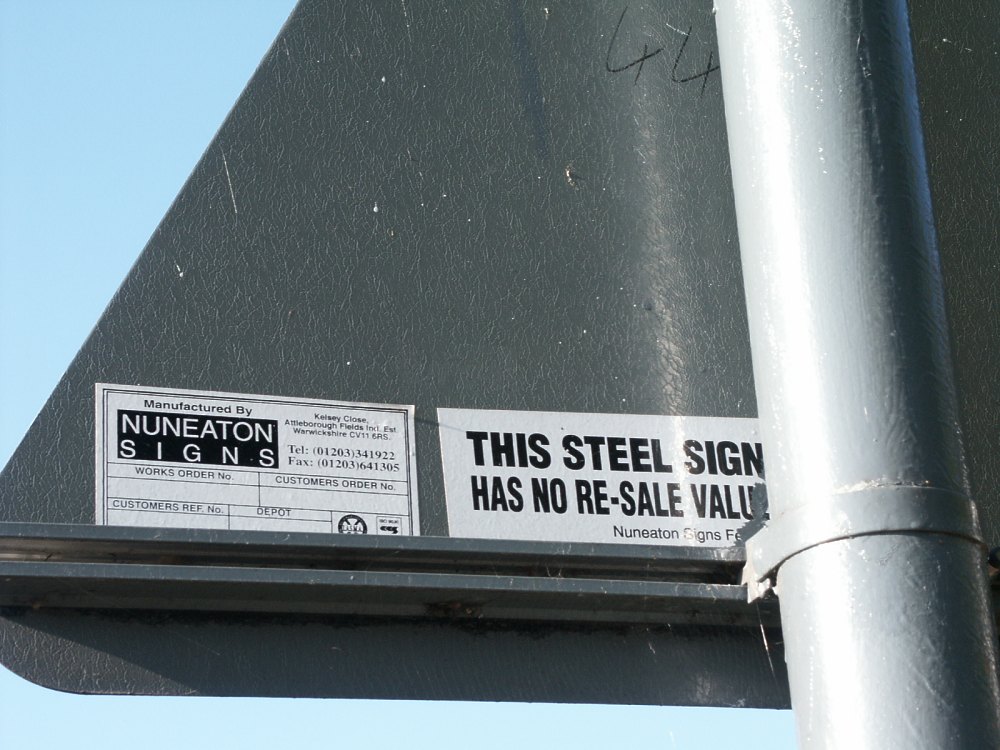 44
Manufactured By
NUNEATON
SIGNS
Kelsey Close,
Attleborough Fields Ind. Est
Warwickshire CV11 6RS.
Tel: (01203)341922
Fax: (01203)641305
WORKS ORDER No.
CUSTOMERS ORDER No.
CUSTOMERS REF. No.
DEPOT
THIS STEEL SIGN
HAS NO RE-SALE VALU
Nuneaton Signs Fe